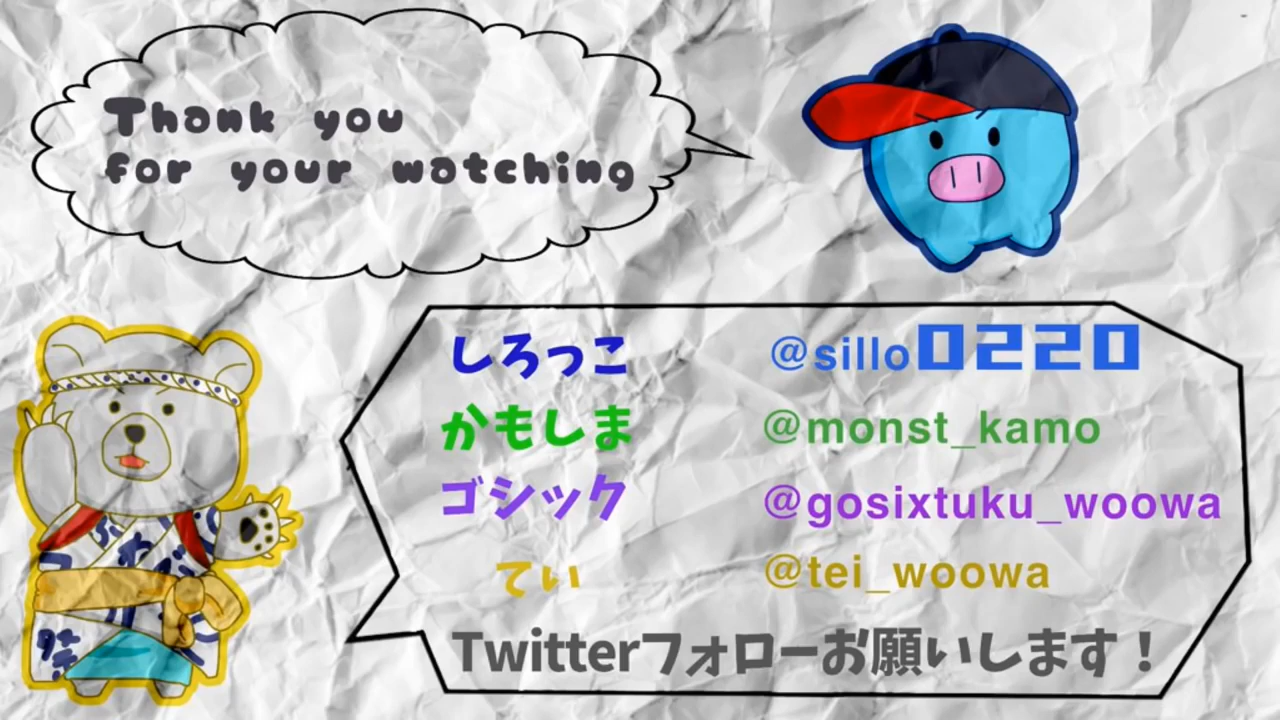 Thank you
for your watching
しろっこ @sillo0220
かもしま @monst_kamo
ゴシック @gosixtuku_woowa
てぃ @tei_woowa
Twitterフォローお願いします！